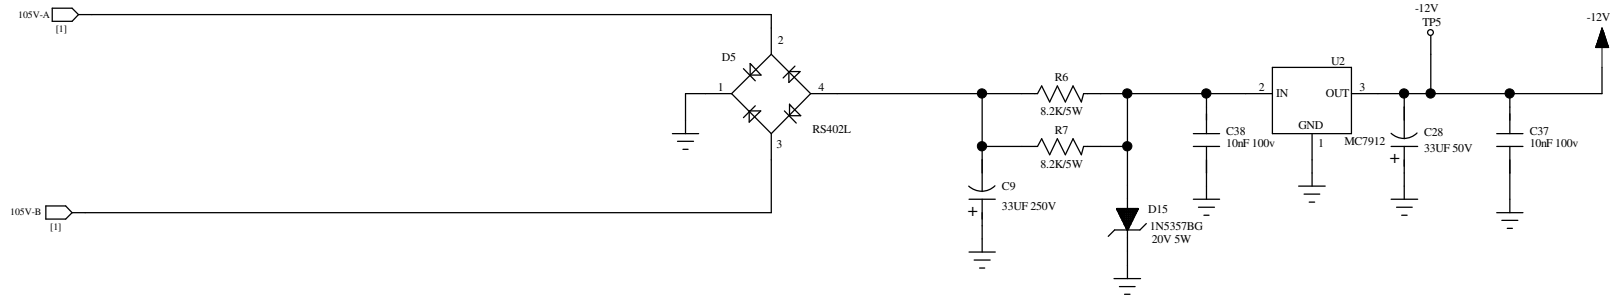 105V-A
[1]
105V-B
[1]
D5
2
1
4
3
RS402L
R6
8.2K/5W
R7
8.2K/5W
C9
33UF 250V
+
D15
1N5357BG
20V 5W
C38
10nF 100v
U2
2
IN
OUT
3
GND
1
MC7912
C28
33UF 50V
+
-12V
TP5
C37
10nF 100v
-12V